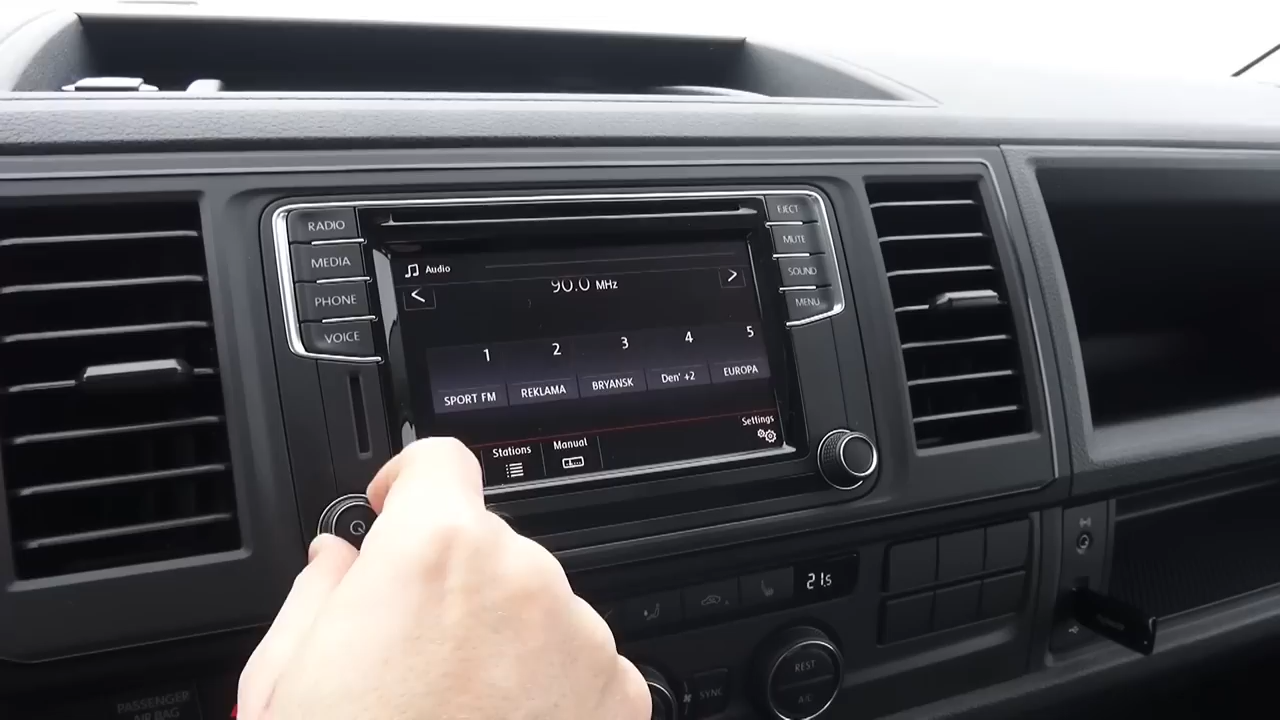 RADIO
MEDIA
PHONE
VOICE
EJECT
MUTE
SOUND
MENU
Audio
90.0 MHz
<
>
1 2 3 4 5
SPORT FM REKLAMA BRYANSK Den' +2 EUROPA
Stations Manual Settings
21.5
REST
A/C
SYNC
PASSENGER
AIR BAG